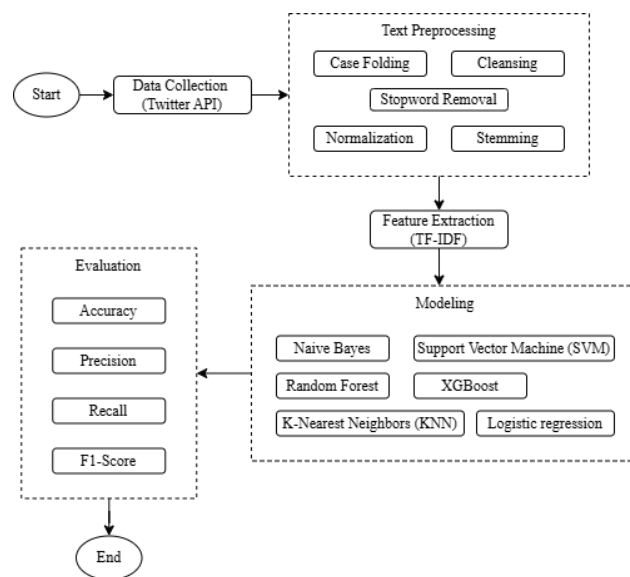 Start
Data Collection
(Twitter API)
Text Preprocessing
Case Folding
Cleansing
Stopword Removal
Normalization
Stemming
Feature Extraction
(TF-IDF)
Modeling
Naive Bayes
Support Vector Machine (SVM)
Random Forest
XGBoost
K-Nearest Neighbors (KNN)
Logistic regression
Evaluation
Accuracy
Precision
Recall
F1-Score
End